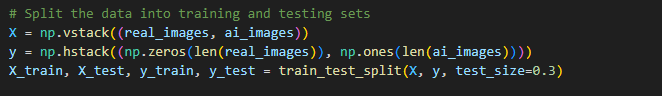 # Split the data into training and testing sets
X = np.vstack((real_images, ai_images))
y = np.hstack((np.zeros(len(real_images)), np.ones(len(ai_images))))
X_train, X_test, y_train, y_test = train_test_split(X, y, test_size=0.3)